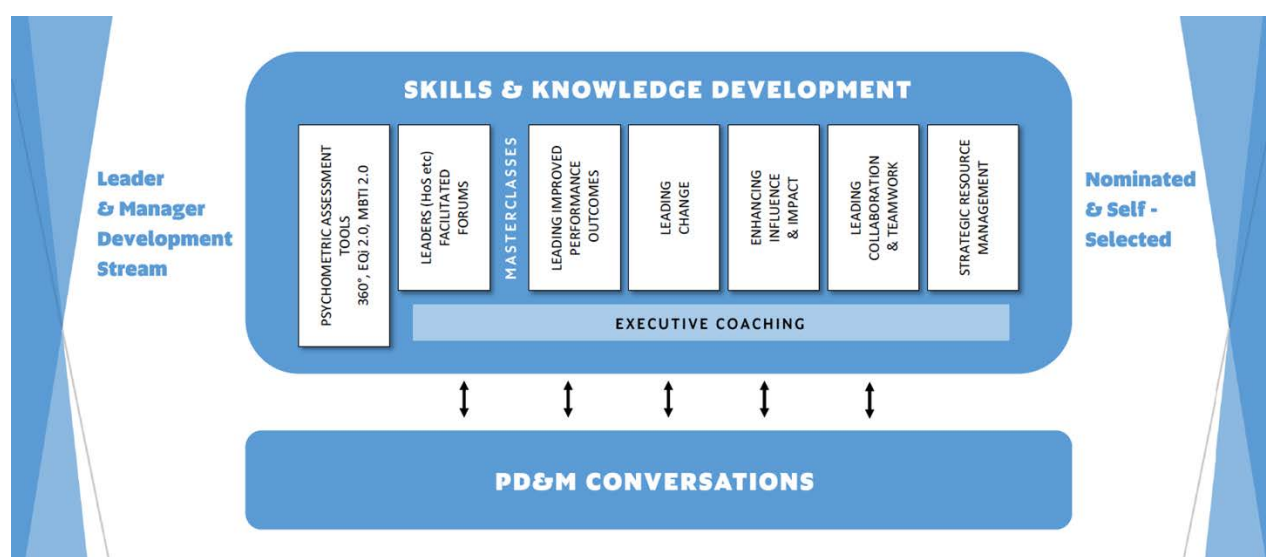 SKILLS & KNOWLEDGE DEVELOPMENT
Leader
& Manager
Development
Stream
PSYCHOMETRIC ASSESSMENT
TOOLS
360°, EQi 2.0, MBTI 2.0
LEADERS (HoS etc)
FACILITATED
FORUMS
MASTERCLASSES
LEADING IMPROVED
PERFORMANCE
OUTCOMES
LEADING
CHANGE
ENHANCING
INFLUENCE
& IMPACT
LEADING
COLLABORATION
& TEAMWORK
STRATEGIC RESOURCE
MANAGEMENT
EXECUTIVE COACHING
Nominated
& Self -
Selected
PD&M CONVERSATIONS